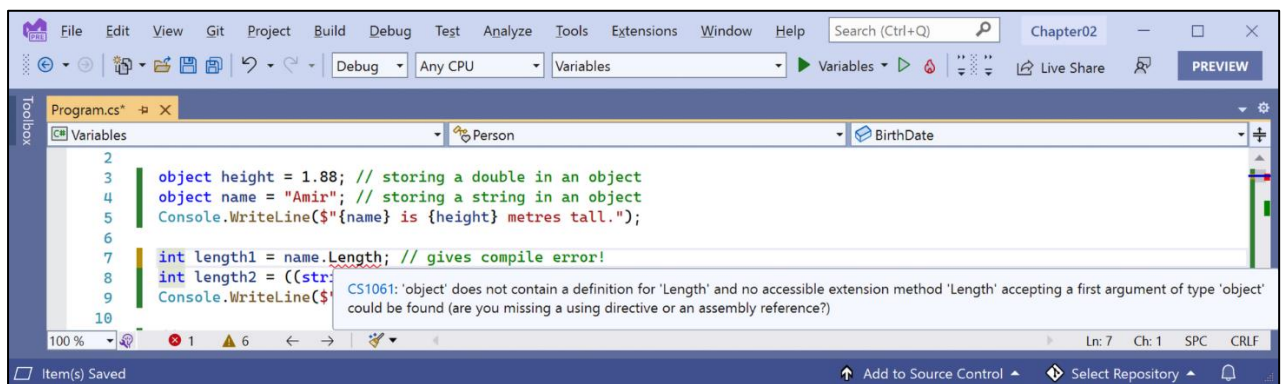 PRE File Edit View Git Project Build Debug Test Analyze Tools Extensions Window Help Search (Ctrl+Q) Chapter02
Debug Any CPU Variables Variables Live Share PREVIEW
Toolbox
Program.cs*
C# Variables Person BirthDate
2
3 object height = 1.88; // storing a double in an object
4 object name = "Amir"; // storing a string in an object
5 Console.WriteLine($"{name} is {height} metres tall.");
6
7 int length1 = name.Length; // gives compile error!
8 int length2 = ((stri
9 Console.WriteLine($"
10
CS1061: 'object' does not contain a definition for 'Length' and no accessible extension method 'Length' accepting a first argument of type 'object'
could be found (are you missing a using directive or an assembly reference?)
100 % 1 6 Ln: 7 Ch: 1 SPC CRLF
Item(s) Saved Add to Source Control Select Repository